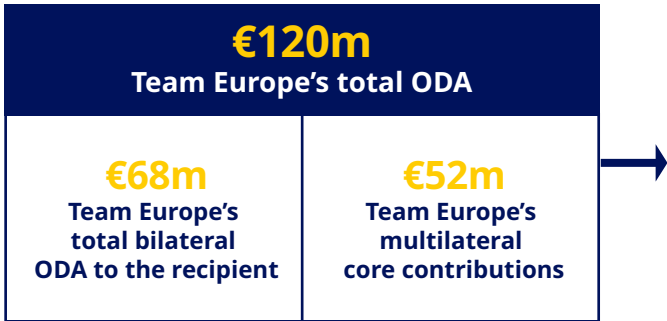 €120m
Team Europe’s total ODA
€68m
Team Europe’s
total bilateral
ODA to the recipient
€52m
Team Europe’s
multilateral
core contributions